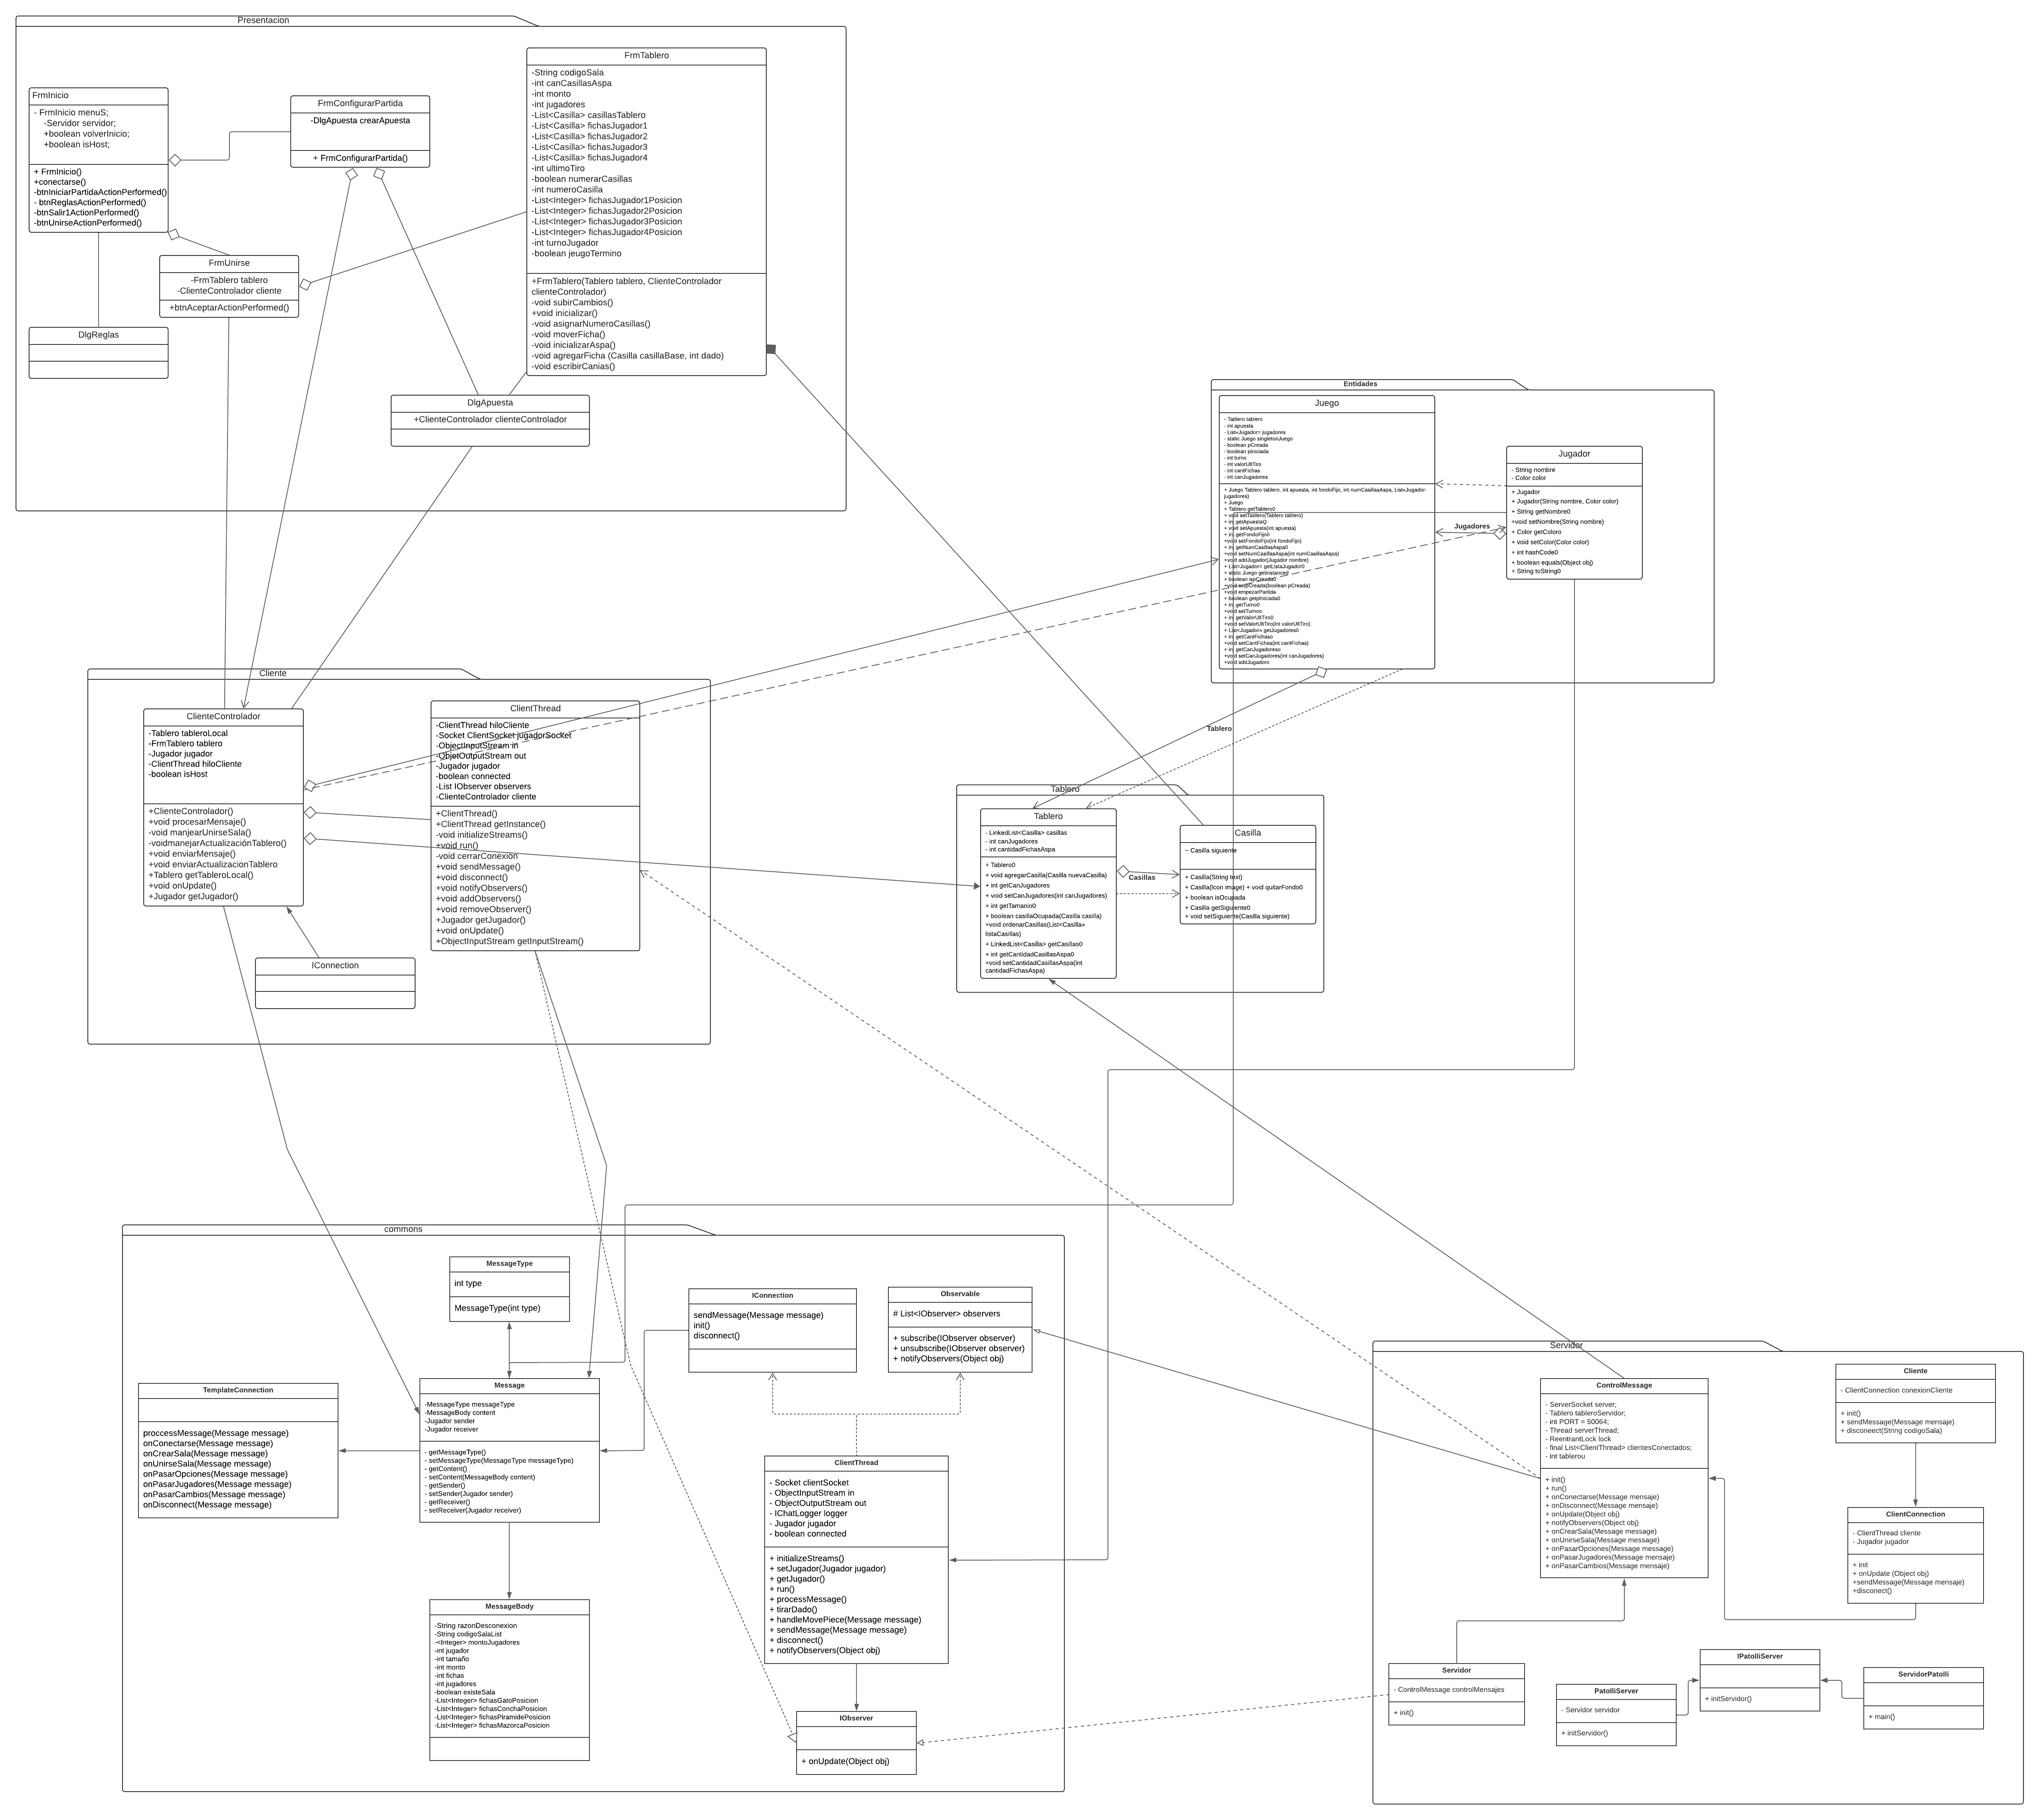 Presentacion
FrmInicio
- FrmInicio menuS;
-Servidor servidor;
+boolean volverInicio;
+boolean isHost;
+ FrmInicio()
+conectarse()
-btnIniciarPartidaActionPerformed()
- btnReglasActionPerformed()
-btnSalir1ActionPerformed()
-btnUnirseActionPerformed()
FrmConfigurarPartida
-DlgApuesta crearApuesta
+ FrmConfigurarPartida()
FrmTablero
-String codigoSala
-int canCasillasAspa
-int monto
-int jugadores
-List<Casilla> casillasTablero
-List<Casilla> fichasJugador1
-List<Casilla> fichasJugador2
-List<Casilla> fichasJugador3
-List<Casilla> fichasJugador4
-int ultimoTiro
-boolean numerarCasillas
-int numeroCasilla
-List<Integer> fichasJugador1Posicion
-List<Integer> fichasJugador2Posicion
-List<Integer> fichasJugador3Posicion
-List<Integer> fichasJugador4Posicion
-int turnoJugador
-boolean jeugoTermino
+FrmTablero(Tablero tablero, ClienteControlador
clienteControlador)
-void subirCambios()
+void inicializar()
-void asignarNumeroCasillas()
-void moverFicha()
-void inicializarAspa()
-void agregarFicha (Casilla casillaBase, int dado)
-void escribirCanias()
FrmUnirse
-FrmTablero tablero
-ClienteControlador cliente
+btnAceptarActionPerformed()
DlgReglas
DlgApuesta
+ClienteControlador clienteControlador
Entidades
Juego
- Tablero tablero
- int apuesta
- List«Jugador= jugadores
- static Juego singletonJuego
- boolean pCreada
- boolean piniciada
- int turno
- int valorUltTiro
- int cantFichas
- int canJugadores
+ Juego Tablero tablero, int apuesta, int fondoFijo, int numCasillasAspa, List«Jugador-
jugadores)
+ Juego
+ Tablero getTablero0
+ void setTablero(Tablero tablero)
+ int getApuestaQ
+ void setApuesta(int apuesta)
+ int getFondoFijo0
+void setFondoFijo(int fondoFijo)
+ int getNumCasillasAspa0
+void setNumCasillasAspa(int numCasillasAspa)
+void addJugador(Jugador nombre)
+ List=Jugador= getListaJugador0
+ static Juego getInstanced
+ boolean ispCreada0
+void setpCreada(boolean pCreada)
+void empezarPartida
+ boolean getpIniciada0
+ int getTurno0
+void setTurnoo
+ int getValorUltTiro0
+void setValorUltTiro(int valorUltTiro)
+ List<Jugador» getJugadores0
+ int getCantFichaso
+void setCantFichas(int cantFichas)
+ int getCanJugadoreso
+void setCanJugadores(int canJugadores)
+void addJugadoro
Jugador
- String nombre
- Color color
+ Jugador
+ Jugador(String nombre, Color color)
+ String getNombre0
+void setNombre(String nombre)
+ Color getColoro
+ void setColor(Color color)
+ int hashCode0
+ boolean equals(Object obj)
+ String toString0
Jugadores
Cliente
ClienteControlador
-Tablero tableroLocal
-FrmTablero tablero
-Jugador jugador
-ClientThread hiloCliente
-boolean isHost
+ClienteControlador()
+void procesarMensaje()
-void manjearUnirseSala()
-voidmanejarActualizaciónTablero()
+void enviarMensaje()
+void enviarActualizacionTablero
+Tablero getTableroLocal()
+void onUpdate()
+Jugador getJugador()
ClientThread
-ClientThread hiloCliente
-Socket ClientSocket jugadorSocket
-ObjectInputStream in
-ObjetOutputStream out
-Jugador jugador
-boolean connected
-List IObserver observers
-ClienteControlador cliente
+ClientThread()
+ClientThread getInstance()
-void initializeStreams()
+void run()
-void cerrarConexión
+void sendMessage()
+void disconnect()
+void notifyObservers()
+void addObservers()
+void removeObserver()
+Jugador getJugador()
+void onUpdate()
+ObjectInputStream getInputStream()
IConnection
Tablero
Tablero
Tablero
- LinkedList<Casilla> casillas
- int canJugadores
- int cantidadFichasAspa
+ Tablero0
+ void agregarCasilla(Casilla nuevaCasilla)
+ int getCanJugadores
+ void setCanJugadores(int canJugadores)
+ int getTamanio0
+ boolean casillaOcupada(Casilla casilla)
+void ordenarCasillas(List<Casilla»
listaCasillas)
+ LinkedList<Casilla> getCasillas0
+ int getCantidadCasillasAspa0
+void setCantidadCasillasAspa(int
cantidadFichasAspa)
Casillas
Casilla
~ Casilla siguiente
+ Casilla(String text)
+ Casilla(Icon image) + void quitarFondo0
+ boolean isOcupada
+ Casilla getSiguiente0
+ void setSiguiente(Casilla siguiente)
commons
MessageType
int type
MessageType(int type)
IConnection
sendMessage(Message message)
init()
disconnect()
Observable
# List<IObserver> observers
+ subscribe(IObserver observer)
+ unsubscribe(IObserver observer)
+ notifyObservers(Object obj)
TemplateConnection
proccessMessage(Message message)
onConectarse(Message message)
onCrearSala(Message message)
onUnirseSala(Message message)
onPasarOpciones(Message message)
onPasarJugadores(Message message)
onPasarCambios(Message message)
onDisconnect(Message message)
Message
-MessageType messageType
-MessageBody content
-Jugador sender
-Jugador receiver
- getMessageType()
- setMessageType(MessageType messageType)
- getContent()
- setContent(MessageBody content)
- getSender()
- setSender(Jugador sender)
- getReceiver()
- setReceiver(Jugador receiver)
ClientThread
- Socket clientSocket
- ObjectInputStream in
- ObjectOutputStream out
- IChatLogger logger
- Jugador jugador
- boolean connected
+ initializeStreams()
+ setJugador(Jugador jugador)
+ getJugador()
+ run()
+ processMessage()
+ tirarDado()
+ handleMovePiece(Message message)
+ sendMessage(Message message)
+ disconnect()
+ notifyObservers(Object obj)
MessageBody
-String razonDesconexion
-String codigoSalaList
-<Integer> montoJugadores
-int jugador
-int tamaño
-int monto
-int fichas
-int jugadores
-boolean existeSala
-List<Integer> fichasGatoPosicion
-List<Integer> fichasConchaPosicion
-List<Integer> fichasPiramidePosicion
-List<Integer> fichasMazorcaPosicion
IObserver
+ onUpdate(Object obj)
Servidor
ControlMessage
- ServerSocket server;
- Tablero tableroServidor;
- int PORT = 50064;
- Thread serverThread;
- ReentrantLock lock
- final List<ClientThread> clientesConectados;
- int tablerou
+ init()
+ run()
+ onConectarse(Message mensaje)
+ onDisconnect(Message mensaje)
+ onUpdate(Object obj)
+ notifyObservers(Object obj)
+ onCrearSala(Message message)
+ onUnirseSala(Message message)
+ onPasarOpciones(Message message)
+ onPasarJugadores(Message mensaje)
+ onPasarCambios(Message mensaje)
Cliente
- ClientConnection conexionCliente
+ init()
+ sendMessage(Message mensaje)
+ disconeect(String codigoSala)
ClientConnection
- ClientThread cliente
- Jugador jugador
+ init
+ onUpdate (Object obj)
+sendMessage(Message mensaje)
+disconect()
Servidor
- ControlMessage controlMensajes
+ init()
PatolliServer
- Servidor servidor
+ initServidor()
IPatolliServer
+ initServidor()
ServidorPatolli
+ main()